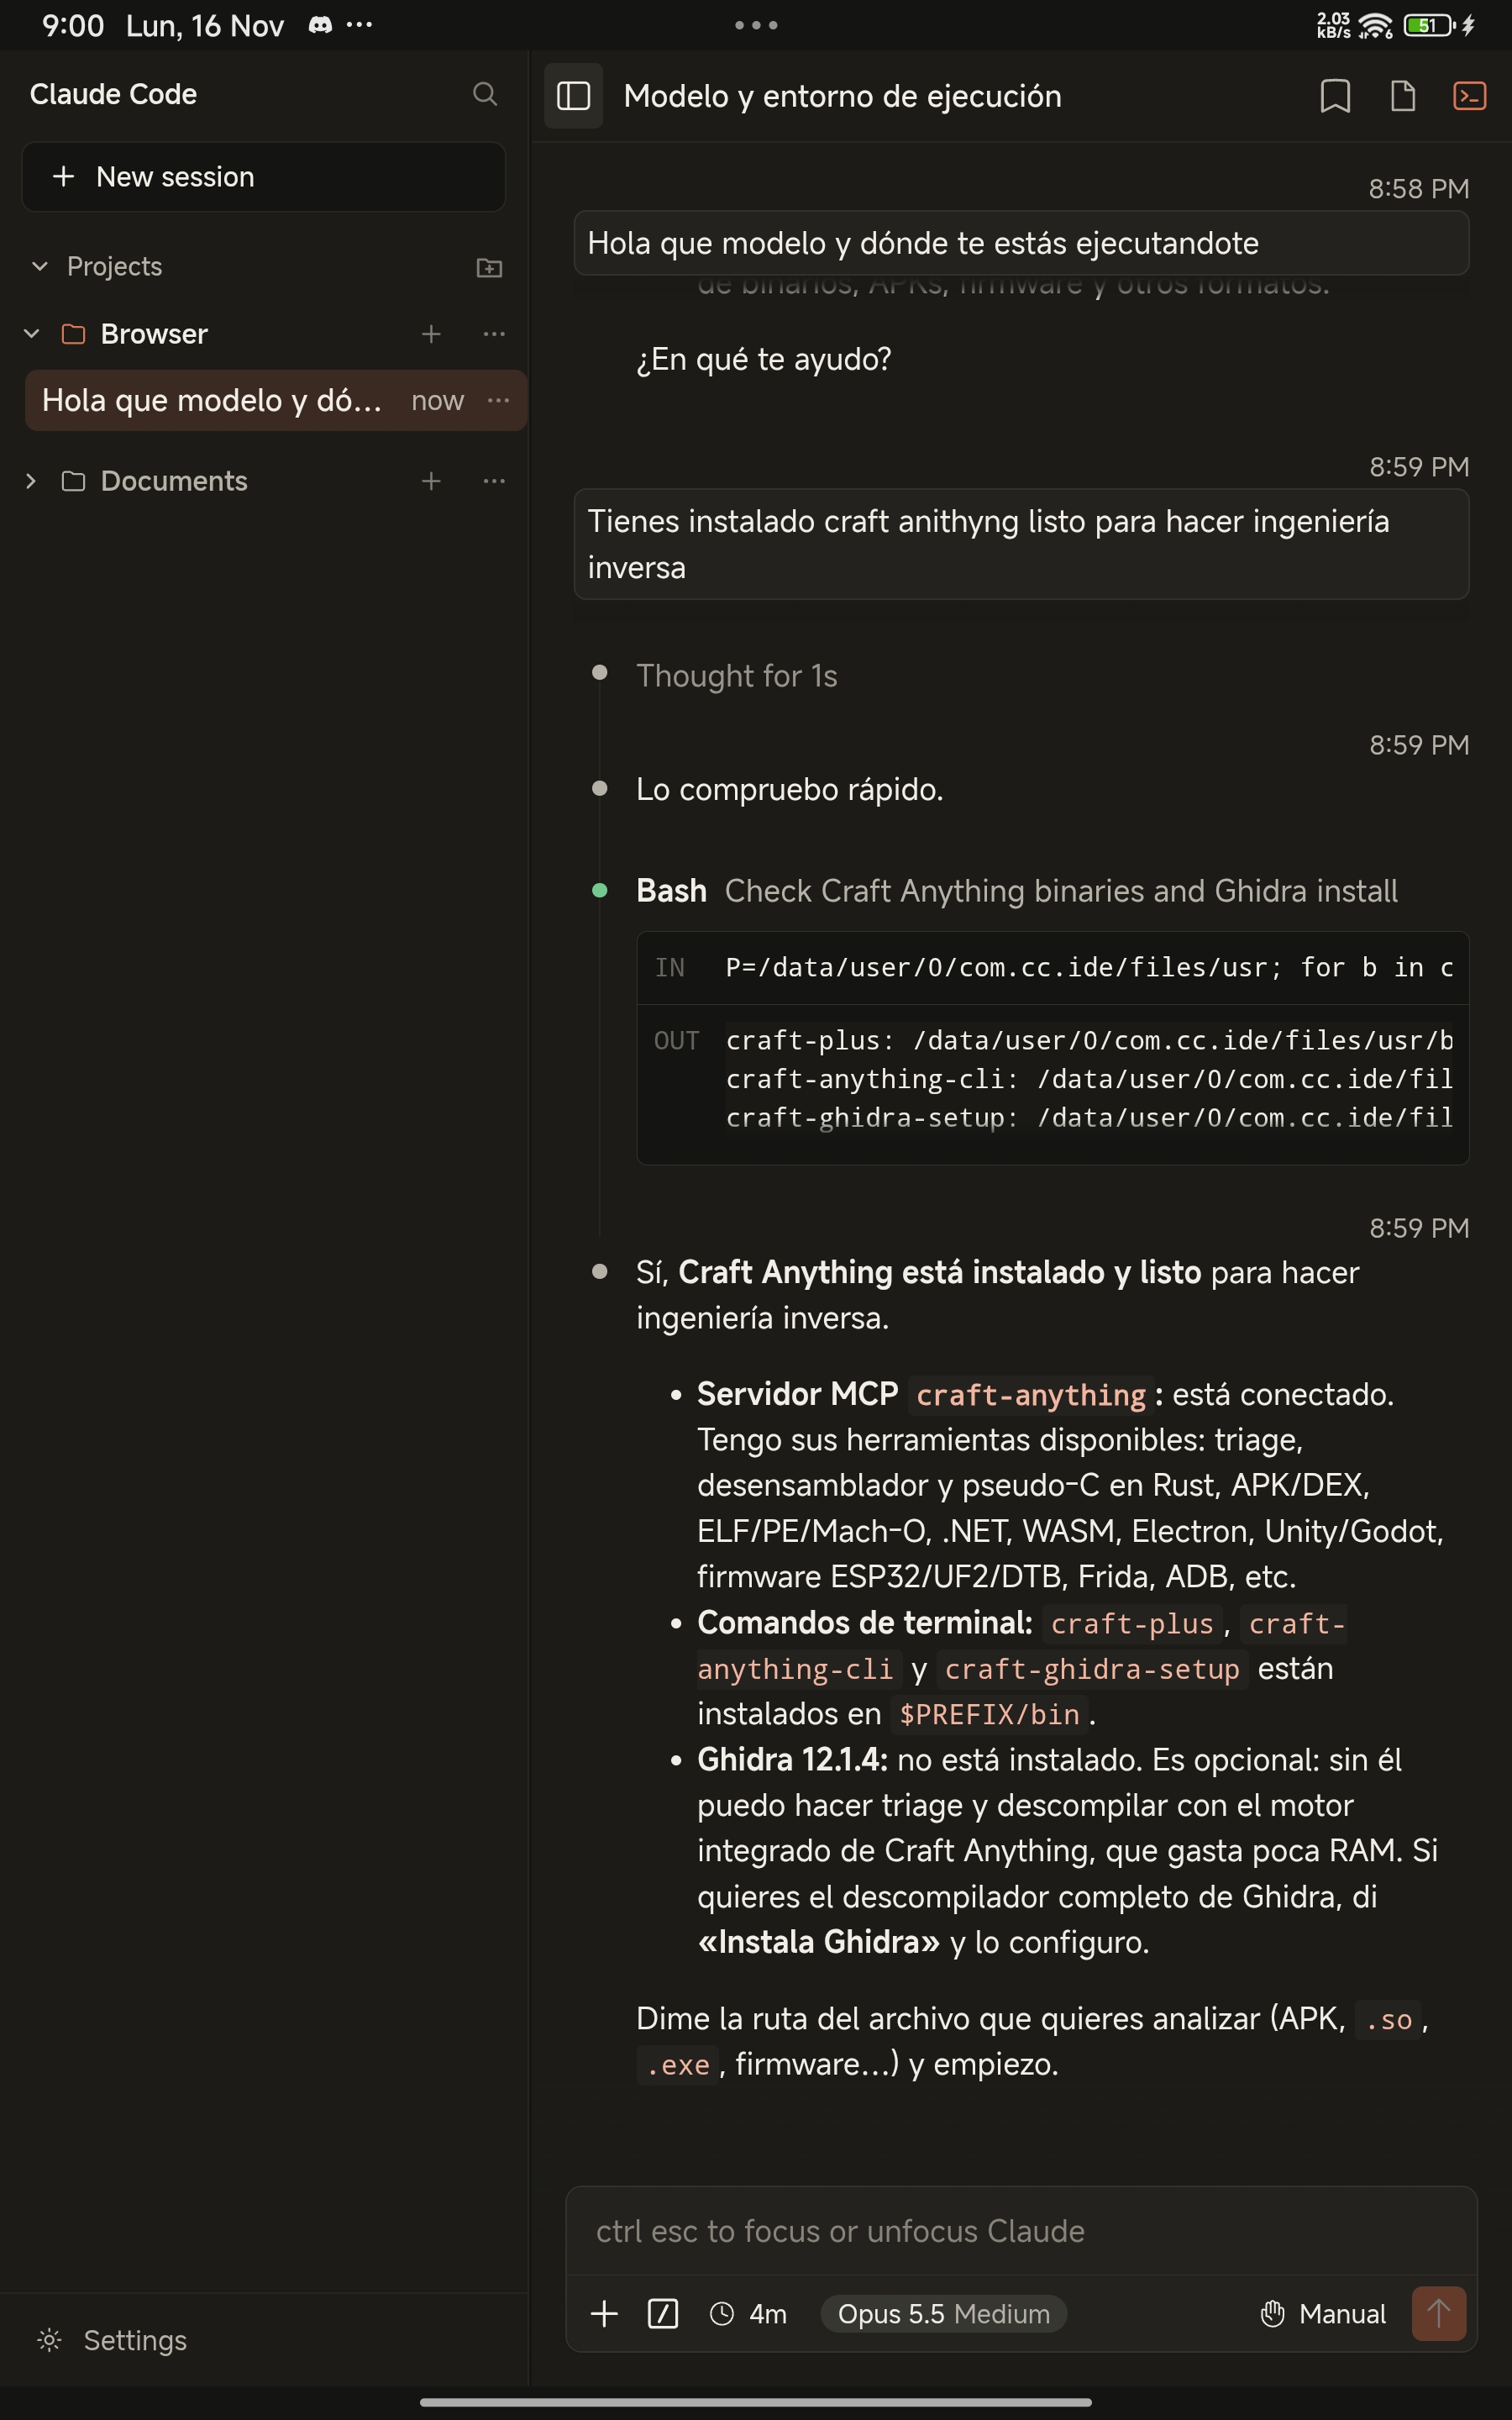 9:00 Lun, 16 Nov
2.03 kB/s 6 51
Claude Code
New session
Projects
Browser
Hola que modelo y dó... now
Documents
Settings
Modelo y entorno de ejecución
8:58 PM
Hola que modelo y dónde te estás ejecutandote
de binarios, APKs, firmware y otros formatos.
¿En qué te ayudo?
8:59 PM
Tienes instalado craft anithyng listo para hacer ingeniería
inversa
Thought for 1s
8:59 PM
Lo compruebo rápido.
Bash Check Craft Anything binaries and Ghidra install
IN P=/data/user/0/com.cc.ide/files/usr; for b in c
OUT craft-plus: /data/user/0/com.cc.ide/files/usr/b
craft-anything-cli: /data/user/0/com.cc.ide/fil
craft-ghidra-setup: /data/user/0/com.cc.ide/fil
8:59 PM
Sí, Craft Anything está instalado y listo para hacer
ingeniería inversa.
• Servidor MCP craft-anything: está conectado.
Tengo sus herramientas disponibles: triage,
desensamblador y pseudo-C en Rust, APK/DEX,
ELF/PE/Mach-O, .NET, WASM, Electron, Unity/Godot,
firmware ESP32/UF2/DTB, Frida, ADB, etc.
• Comandos de terminal: craft-plus, craft-
anything-cli y craft-ghidra-setup están
instalados en $PREFIX/bin.
• Ghidra 12.1.4: no está instalado. Es opcional: sin él
puedo hacer triage y descompilar con el motor
integrado de Craft Anything, que gasta poca RAM. Si
quieres el descompilador completo de Ghidra, di
«Instala Ghidra» y lo configuro.
Dime la ruta del archivo que quieres analizar (APK, .so,
.exe, firmware...) y empiezo.
ctrl esc to focus or unfocus Claude
4m Opus 5.5 Medium Manual